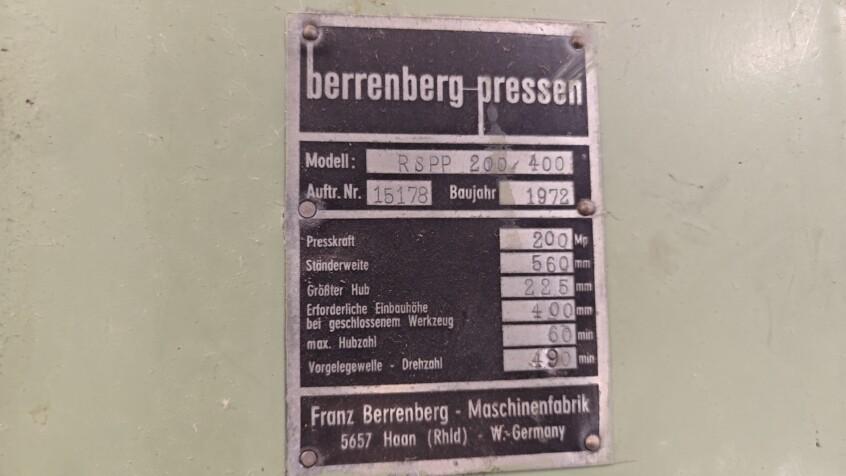 berrenberg pressen
Modell: RSPP 200/400
Auftr. Nr. 15178 Baujahr 1972
Presskraft 200 Mp
Ständerweite 560 mm
Größter Hub 225 mm
Erforderliche Einbauhöhe
bei geschlossenem Werkzeug 400 mm
max. Hubzahl 60 min
Vorgelegewelle - Drehzahl 490 min
Franz Berrenberg - Maschinenfabrik
5657 Haan (Rhld) - W.-Germany